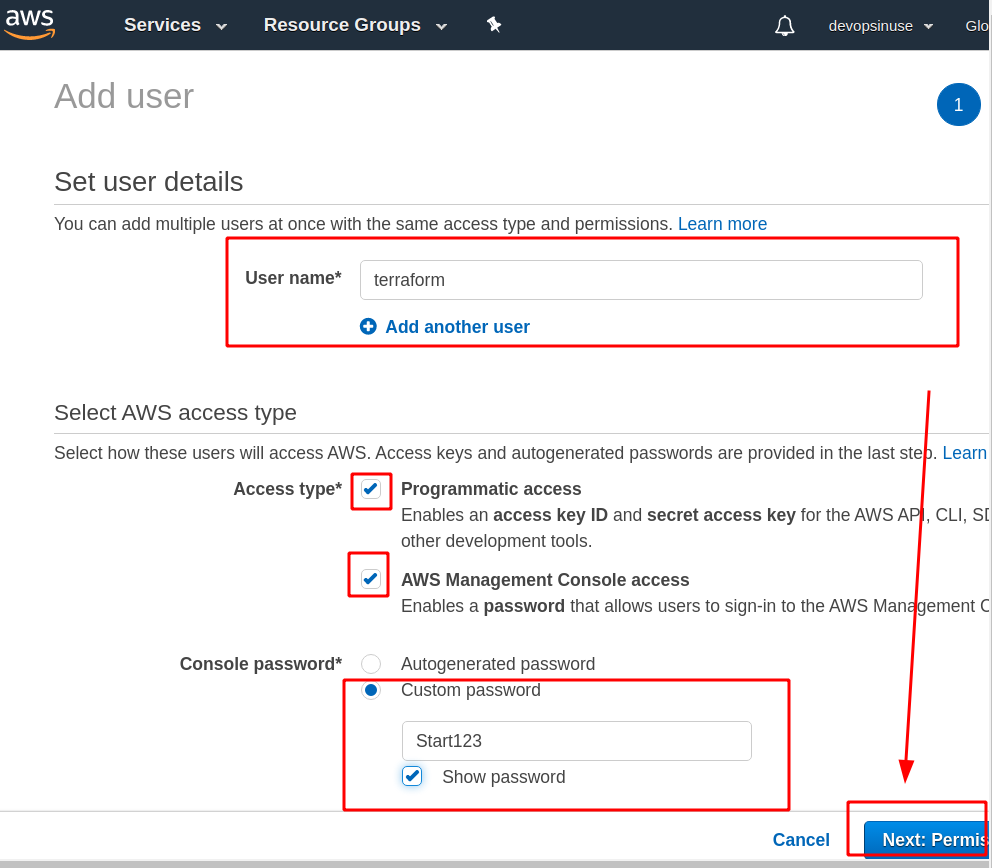 aws Services Resource Groups devopsinuse Glo
Add user
1
Set user details
You can add multiple users at once with the same access type and permissions. Learn more
User name* terraform
Add another user
Select AWS access type
Select how these users will access AWS. Access keys and autogenerated passwords are provided in the last step. Learn
Access type* Programmatic access
Enables an access key ID and secret access key for the AWS API, CLI, SD
other development tools.
AWS Management Console access
Enables a password that allows users to sign-in to the AWS Management C
Console password* Autogenerated password
Custom password
Start123
Show password
Cancel Next: Permis